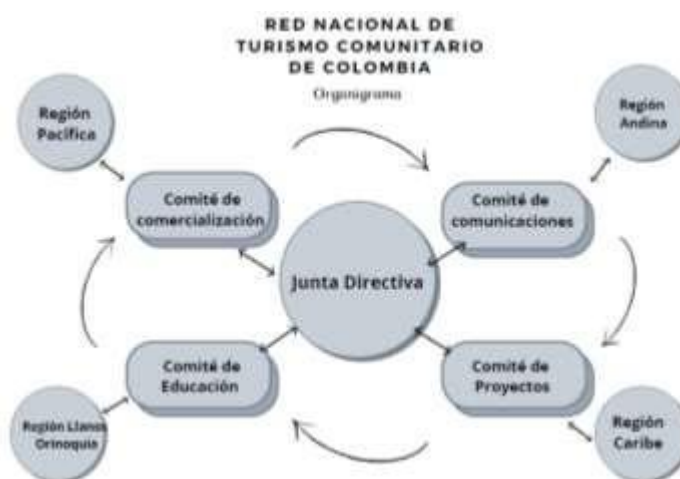 RED NACIONAL DE
TURISMO COMUNITARIO
DE COLOMBIA
Organigrama
Región
Pacífica
Región
Andina
Comité de
comercialización
Comité de
comunicaciones
Junta Directiva
Comité de
Educación
Comité de
Proyectos
Región Llanos
Orinoquia
Región
Caribe